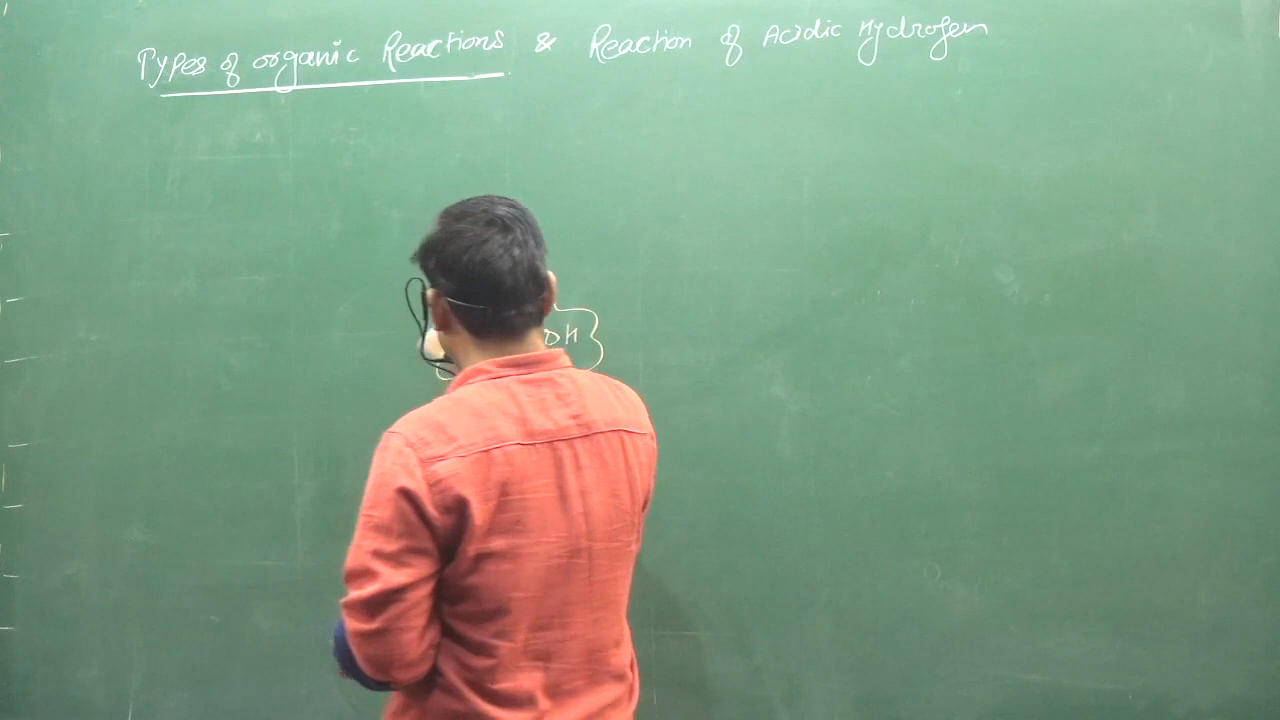 Types of organic Reactions & Reaction of Acidic Hydrogen
OH }